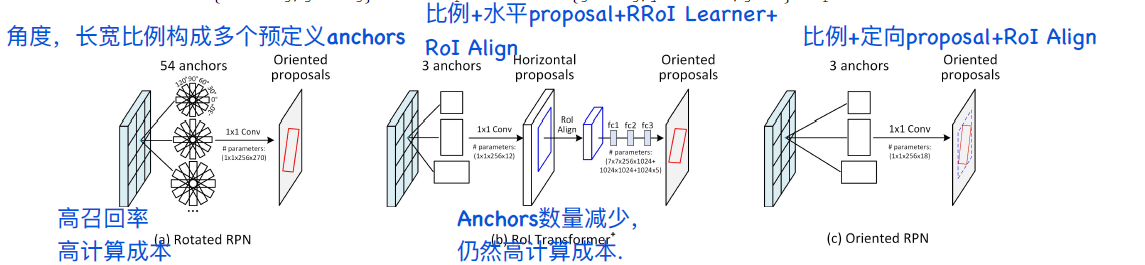 比例+水平proposal+RRoI Learner+
RoI Align
角度，长宽比例构成多个预定义anchors
比例+定向proposal+RoI Align
54 anchors
Oriented
proposals
120°90° 60° 30° 0° -30°
1x1 Conv
# parameters:
(1x1x256x270)
...
高召回率
高计算成本
(a) Rotated RPN
3 anchors
Horizontal
proposals
Oriented
proposals
1x1 Conv
# parameters:
(1x1x256x12)
RoI
Align
fc1 fc2 fc3
# parameters:
(7x7x256x1024+
1024x1024+1024x5)
Anchors数量减少，
仍然高计算成本.
(b) RoI Transformer+
3 anchors
Oriented
proposals
1x1 Conv
# parameters:
(1x1x256x18)
(c) Oriented RPN